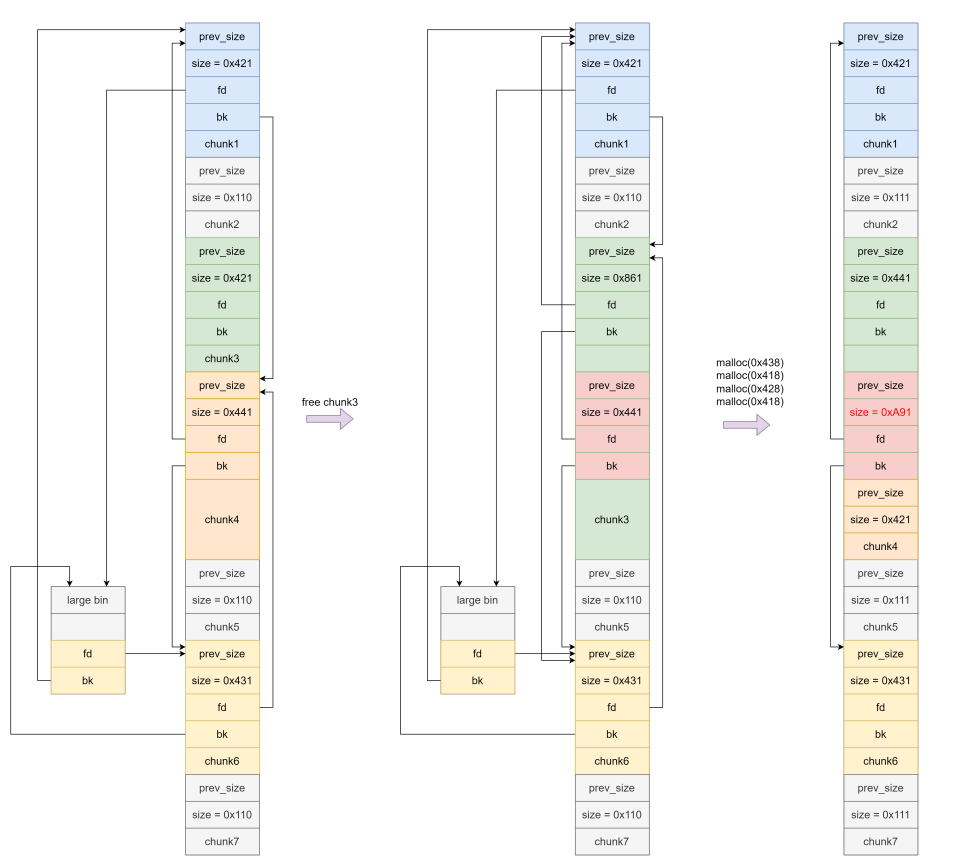 prev_size
size = 0x421
fd
bk
chunk1
prev_size
size = 0x110
chunk2
prev_size
size = 0x421
fd
bk
chunk3
prev_size
size = 0x441
fd
bk
chunk4
prev_size
size = 0x110
chunk5
prev_size
size = 0x431
fd
bk
chunk6
prev_size
size = 0x110
chunk7
large bin
fd
bk
free chunk3
prev_size
size = 0x421
fd
bk
chunk1
prev_size
size = 0x110
chunk2
prev_size
size = 0x861
fd
bk
prev_size
size = 0x441
fd
bk
chunk3
prev_size
size = 0x110
chunk5
prev_size
size = 0x431
fd
bk
chunk6
prev_size
size = 0x110
chunk7
large bin
fd
bk
malloc(0x438)
malloc(0x418)
malloc(0x428)
malloc(0x418)
prev_size
size = 0x421
fd
bk
chunk1
prev_size
size = 0x111
chunk2
prev_size
size = 0x441
fd
bk
prev_size
size = 0xA91
fd
bk
prev_size
size = 0x421
chunk4
prev_size
size = 0x111
chunk5
prev_size
size = 0x431
fd
bk
chunk6
prev_size
size = 0x111
chunk7